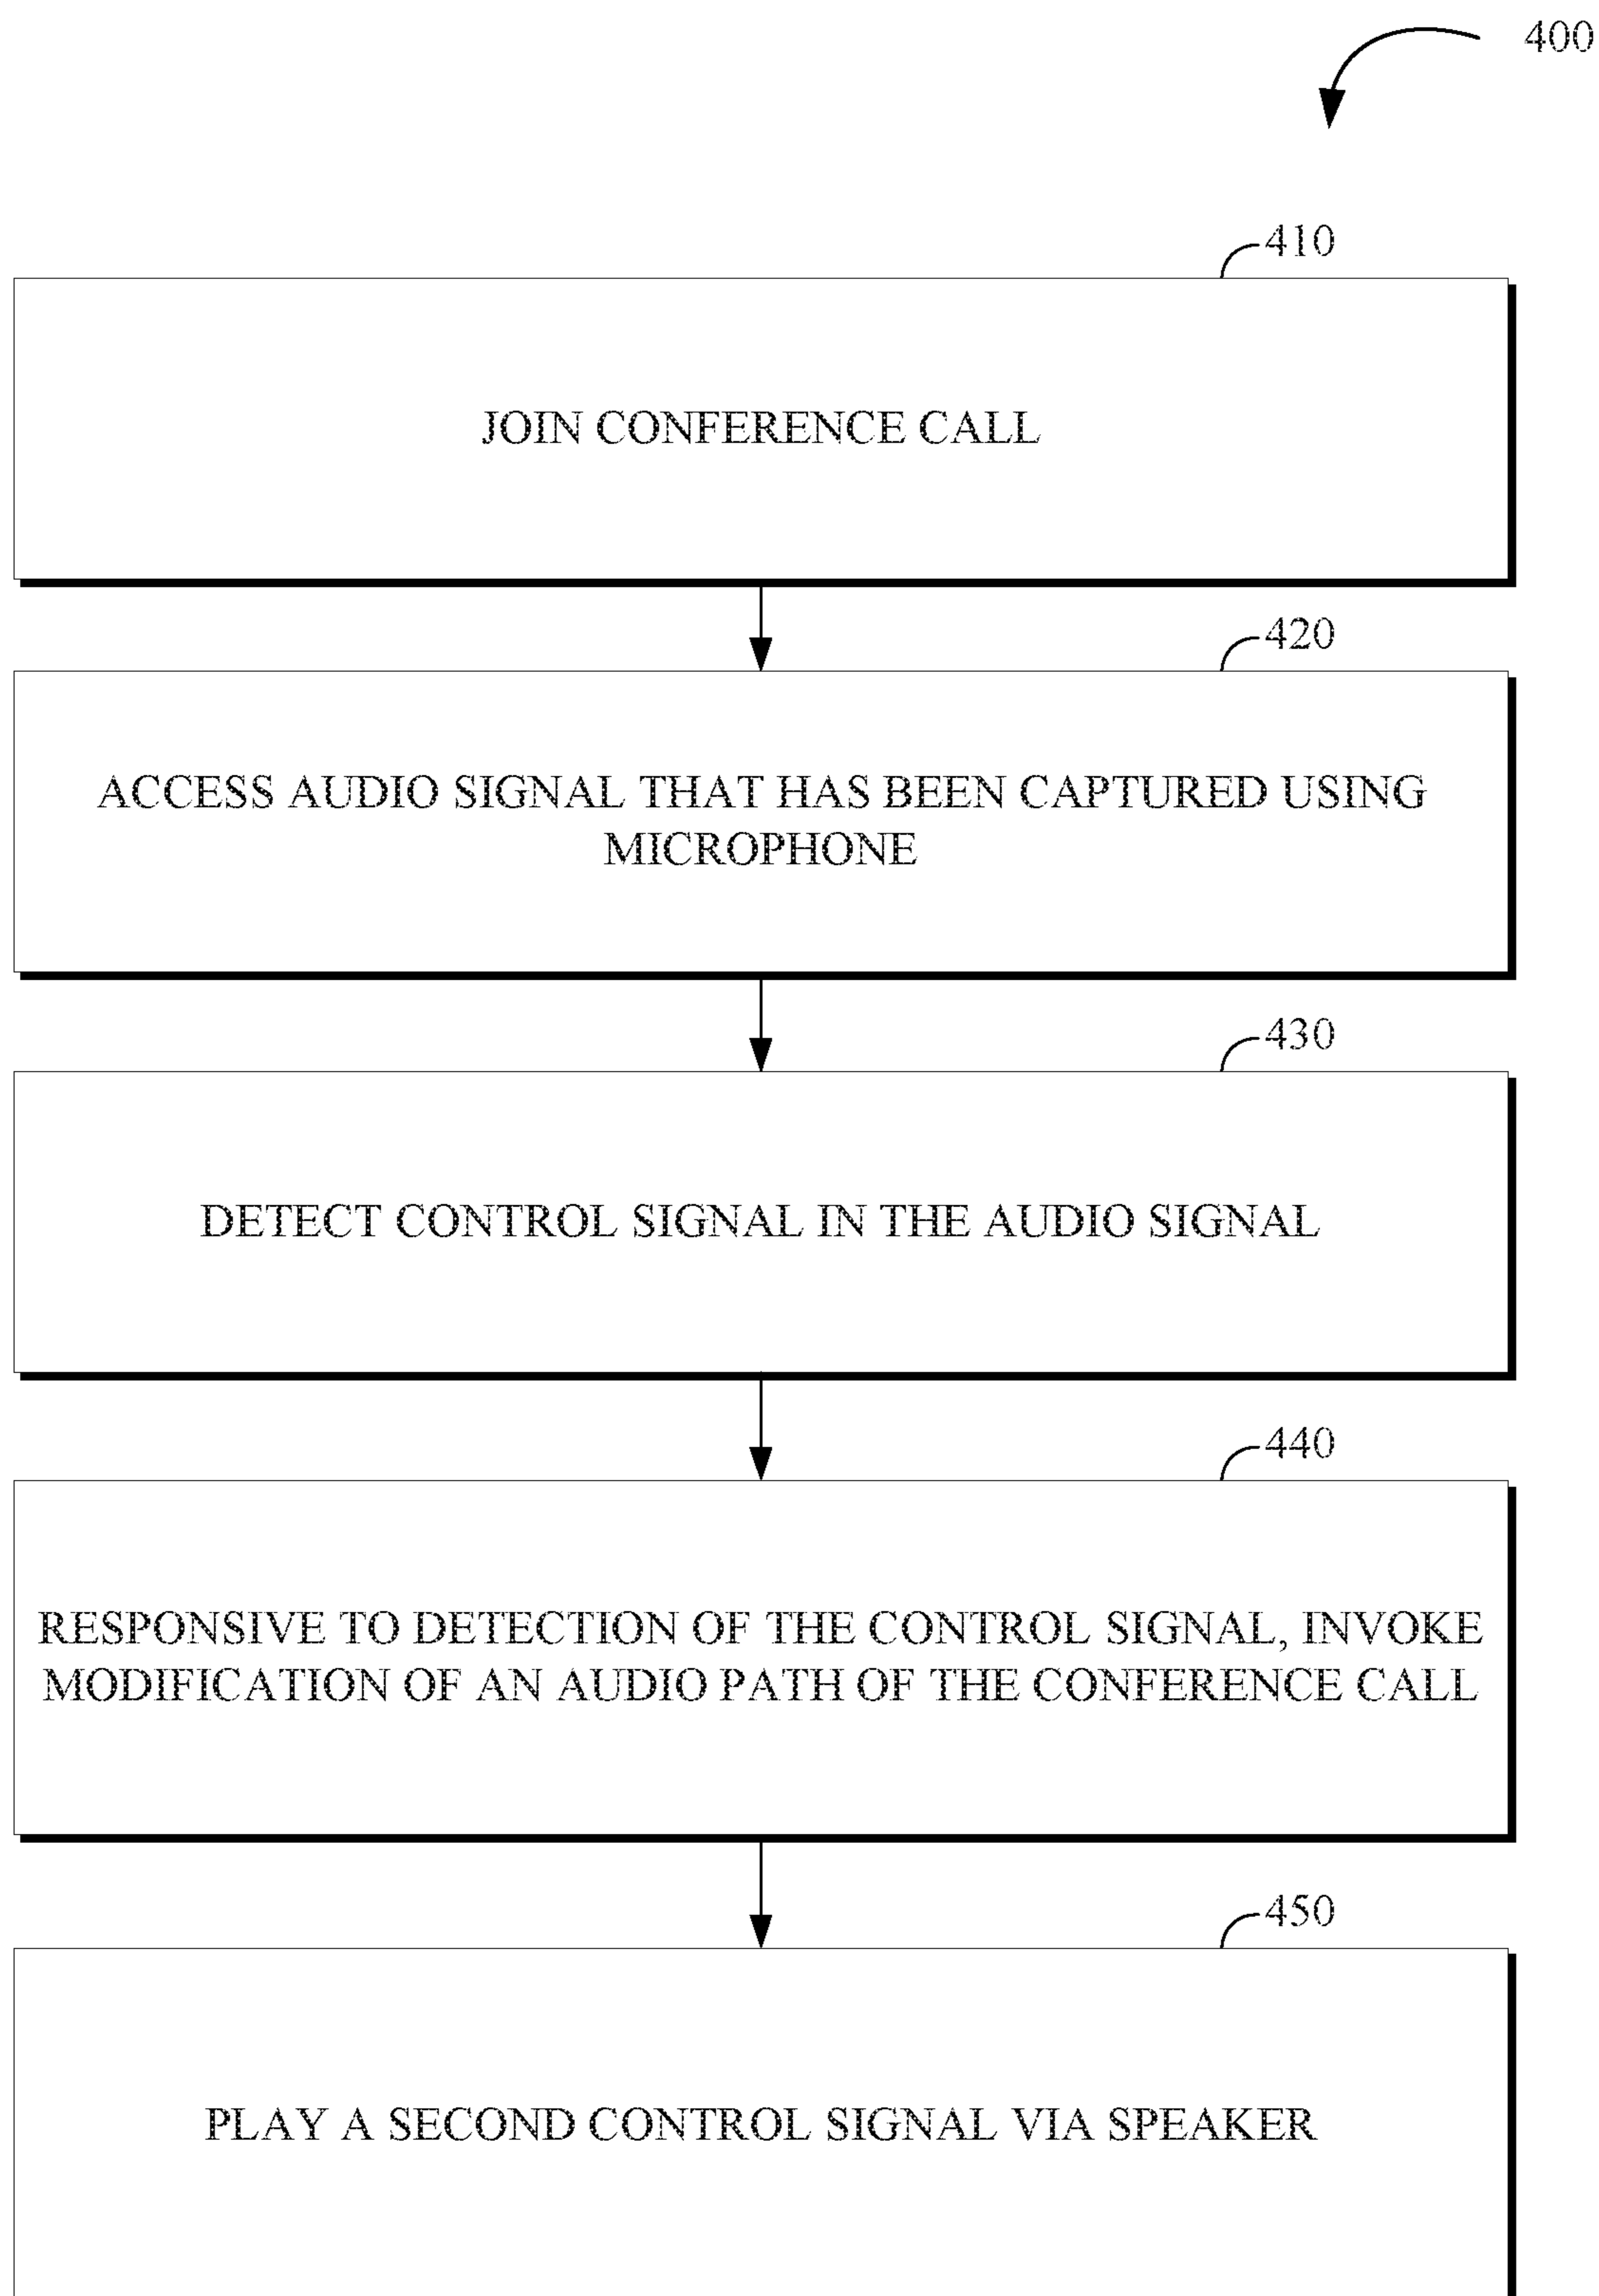 400
410
JOIN CONFERENCE CALL
420
ACCESS AUDIO SIGNAL THAT HAS BEEN CAPTURED USING
MICROPHONE
430
DETECT CONTROL SIGNAL IN THE AUDIO SIGNAL
440
RESPONSIVE TO DETECTION OF THE CONTROL SIGNAL, INVOKE
MODIFICATION OF AN AUDIO PATH OF THE CONFERENCE CALL
450
PLAY A SECOND CONTROL SIGNAL VIA SPEAKER